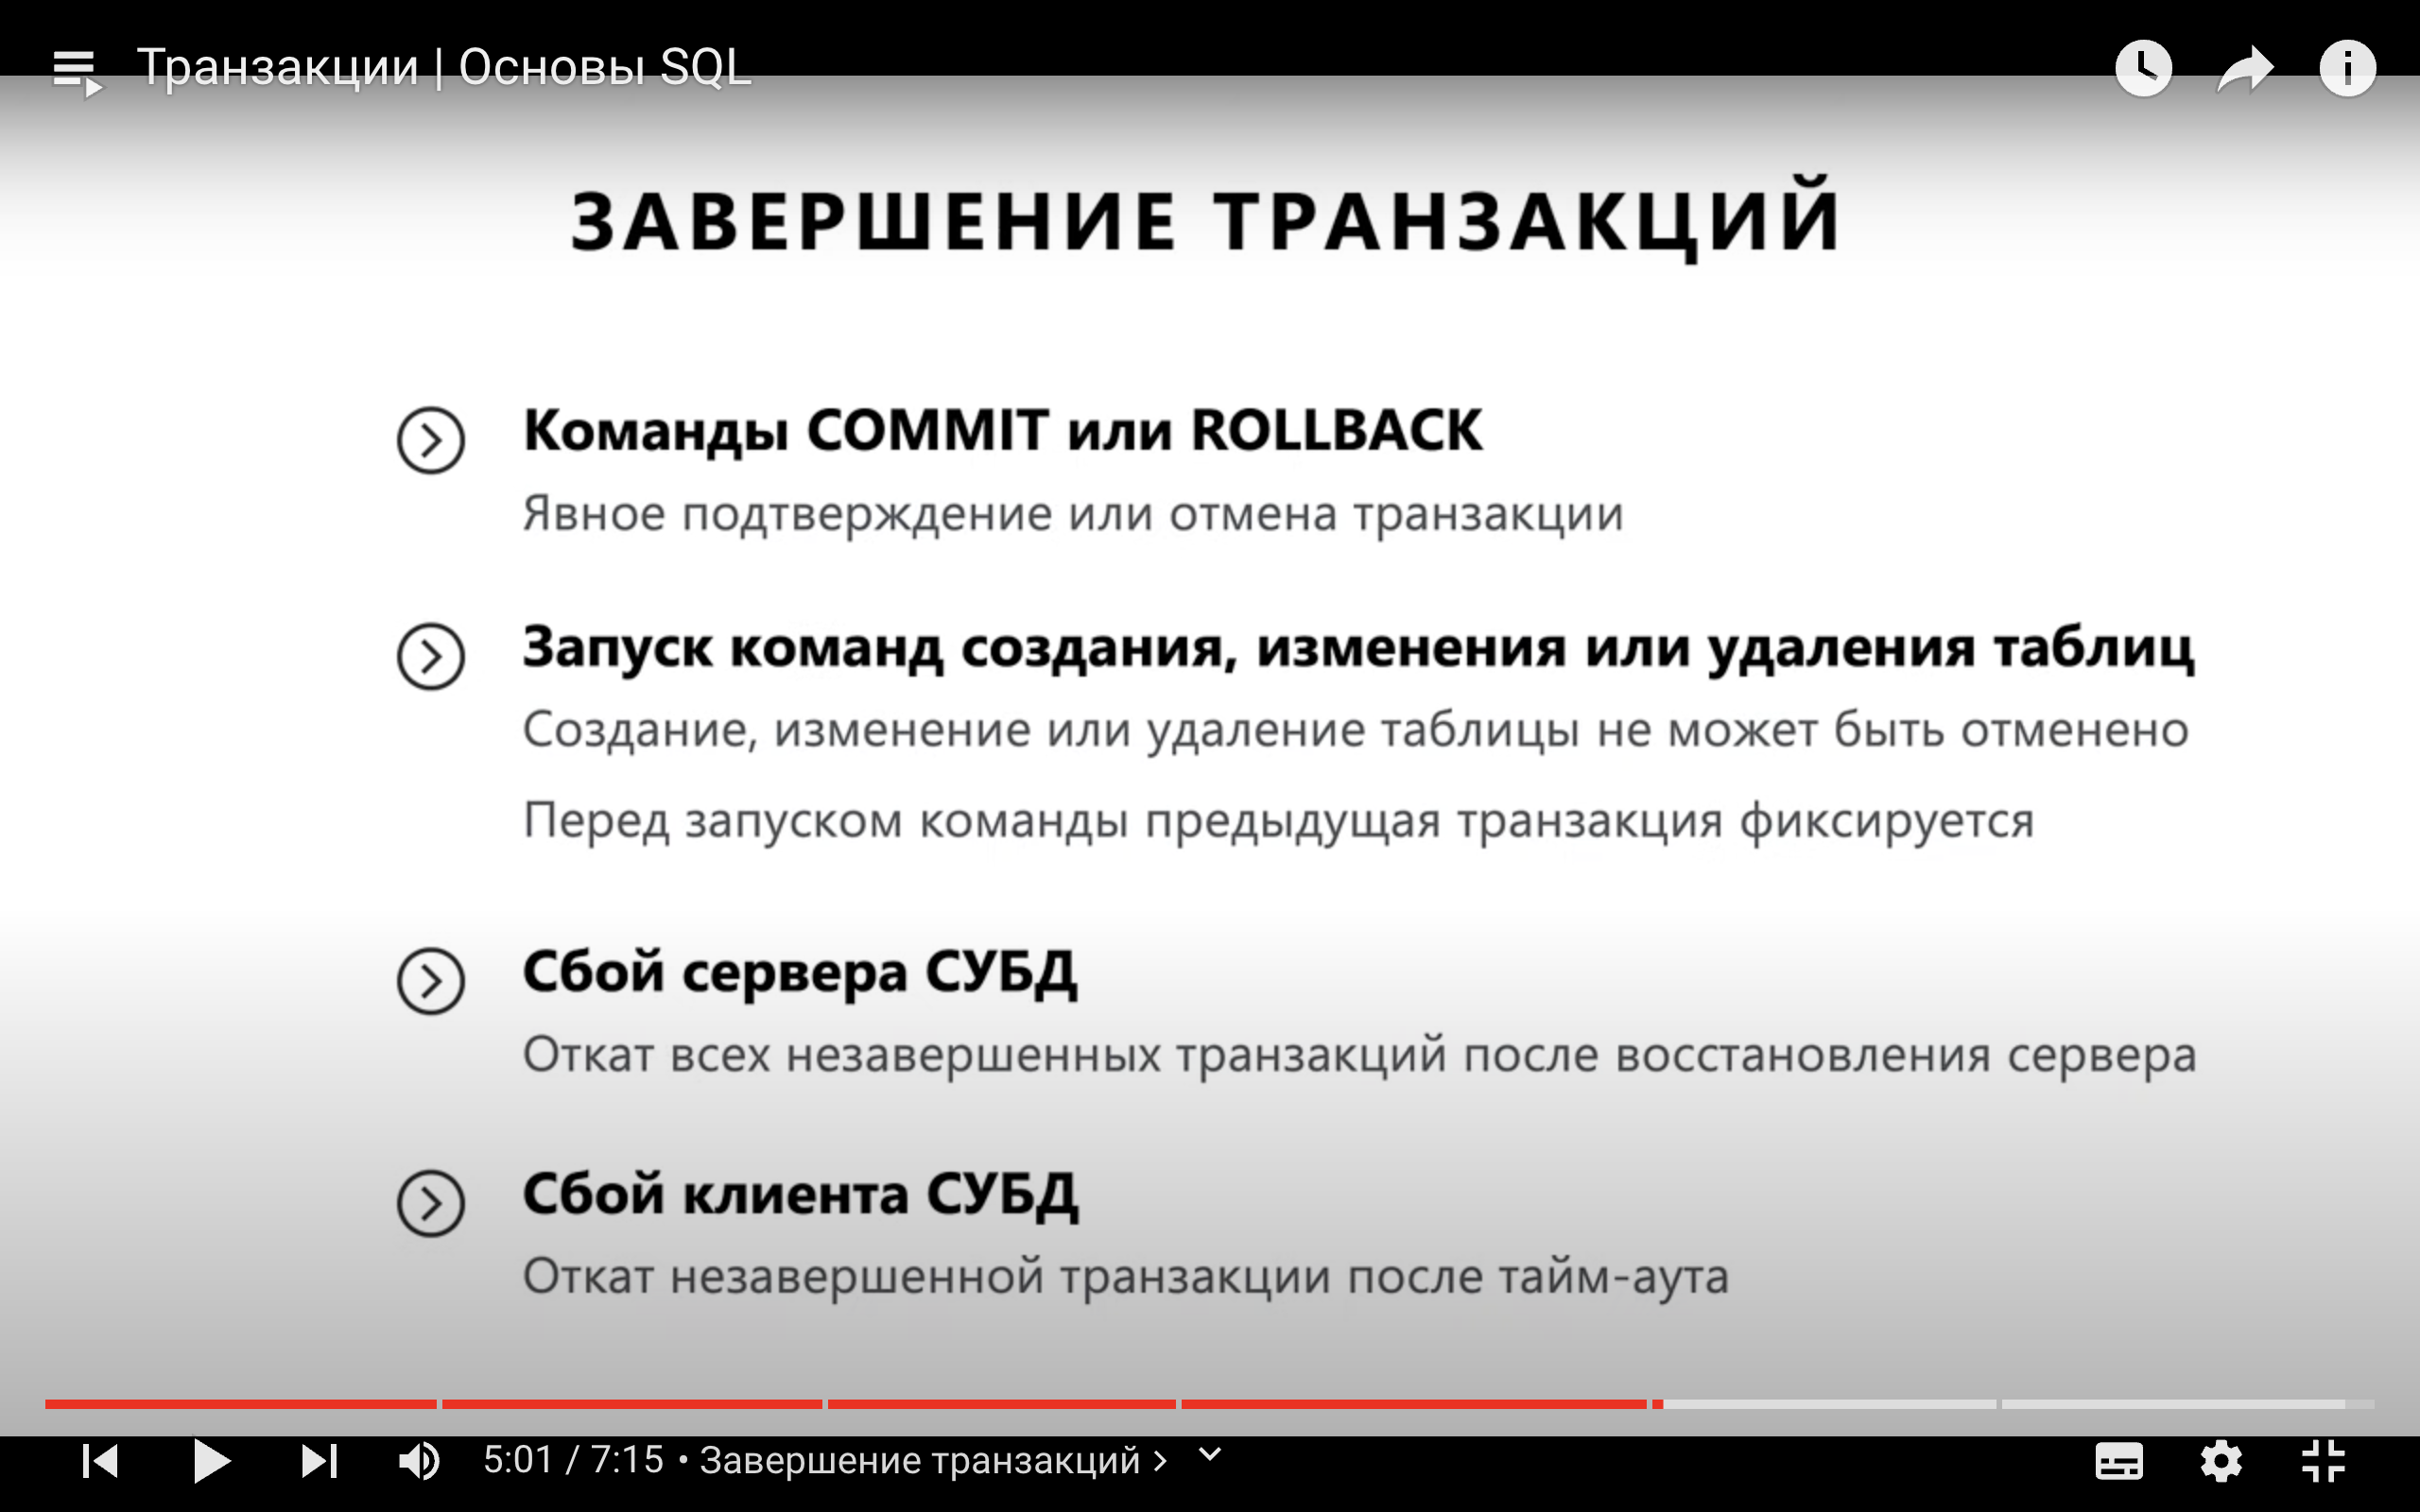 Транзакции | Основы SQL
ЗАВЕРШЕНИЕ ТРАНЗАКЦИЙ
Команды COMMIT или ROLLBACK
Явное подтверждение или отмена транзакции
Запуск команд создания, изменения или удаления таблиц
Создание, изменение или удаление таблицы не может быть отменено
Перед запуском команды предыдущая транзакция фиксируется
Сбой сервера СУБД
Откат всех незавершенных транзакций после восстановления сервера
Сбой клиента СУБД
Откат незавершенной транзакции после тайм-аута
5:01 / 7:15 • Завершение транзакций ›